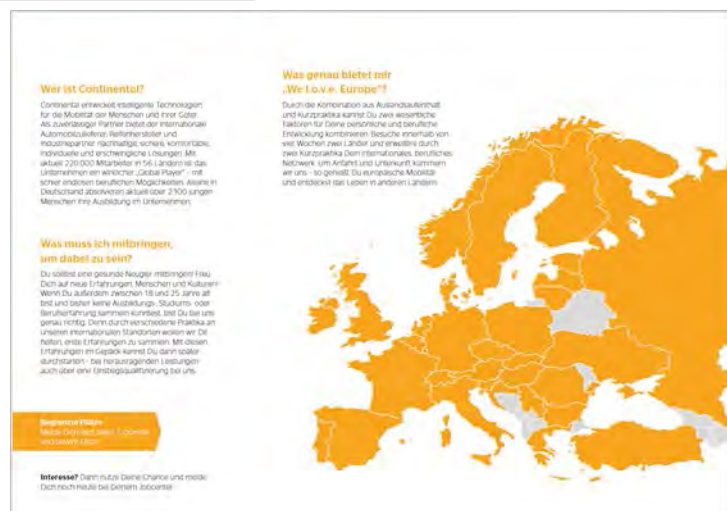 Wer ist Continental?
Continental entwickelt intelligente Technologien
für die Mobilität der Menschen und ihrer Güter.
Als zuverlässiger Partner bietet der internationale
Automobilzulieferer, Reifenhersteller und
Industriepartner nachhaltige, sichere, komfortable,
individuelle und erschwingliche Lösungen. Mit
aktuell 220.000 Mitarbeiter in 56 Ländern ist das
Unternehmen ein wirklicher „Global Player" - mit
schier endlosen beruflichen Möglichkeiten. Alleine in
Deutschland absolvieren aktuell über 2.100 jungen
Menschen ihre Ausbildung im Unternehmen.
Was muss ich mitbringen,
um dabei zu sein?
Du solltest eine gesunde Neugier mitbringen! Freu
Dich auf neue Erfahrungen, Menschen und Kulturen!
Wenn Du außerdem zwischen 18 und 25 Jahre alt
bist und bisher keine Ausbildungs-, Studiums- oder
Berufserfahrung sammeln konntest, bist Du bei uns
genau richtig. Denn durch verschiedene Praktika an
unseren internationalen Standorten wollen wir Dir
helfen, erste Erfahrungen zu sammeln. Mit diesen
Erfahrungen im Gepäck kannst Du dann später
durchstarten - bei herausragenden Leistungen
auch über eine Einstiegsqualifizierung bei uns.
Begrenzte Plätze
Melde Dich
Interesse? Dann nutze Deine Chance und melde
Dich noch heute bei Deinem Jobcenter
Was genau bietet mir
„We l.o.v.e. Europe"?
Durch die Kombination aus Auslandsaufenthalt
und Kurzpraktika kannst Du zwei wesentliche
Faktoren für Deine persönliche und berufliche
Entwicklung kombinieren. Besuche innerhalb von
vier Wochen zwei Länder und erweitere durch
zwei Kurzpraktika Dein internationales, berufliches
Netzwerk. Um Anfahrt und Unterkunft kümmern
wir uns - so genießt Du europäische Mobilität
und entdeckst das Leben in anderen Ländern.